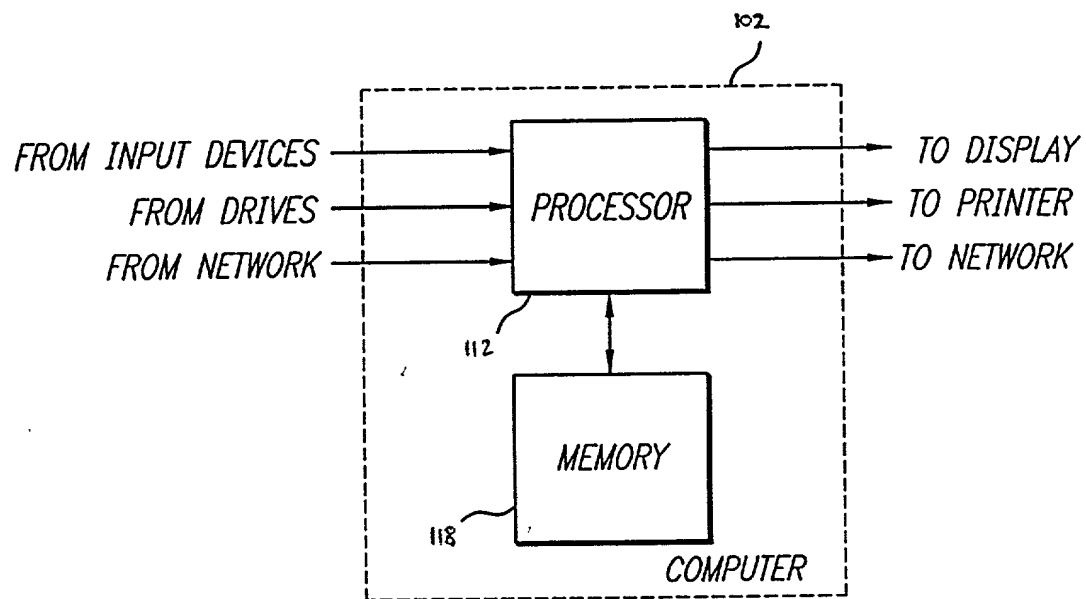 102
FROM INPUT DEVICES
FROM DRIVES
FROM NETWORK
PROCESSOR
TO DISPLAY
TO PRINTER
TO NETWORK
112
MEMORY
118
COMPUTER